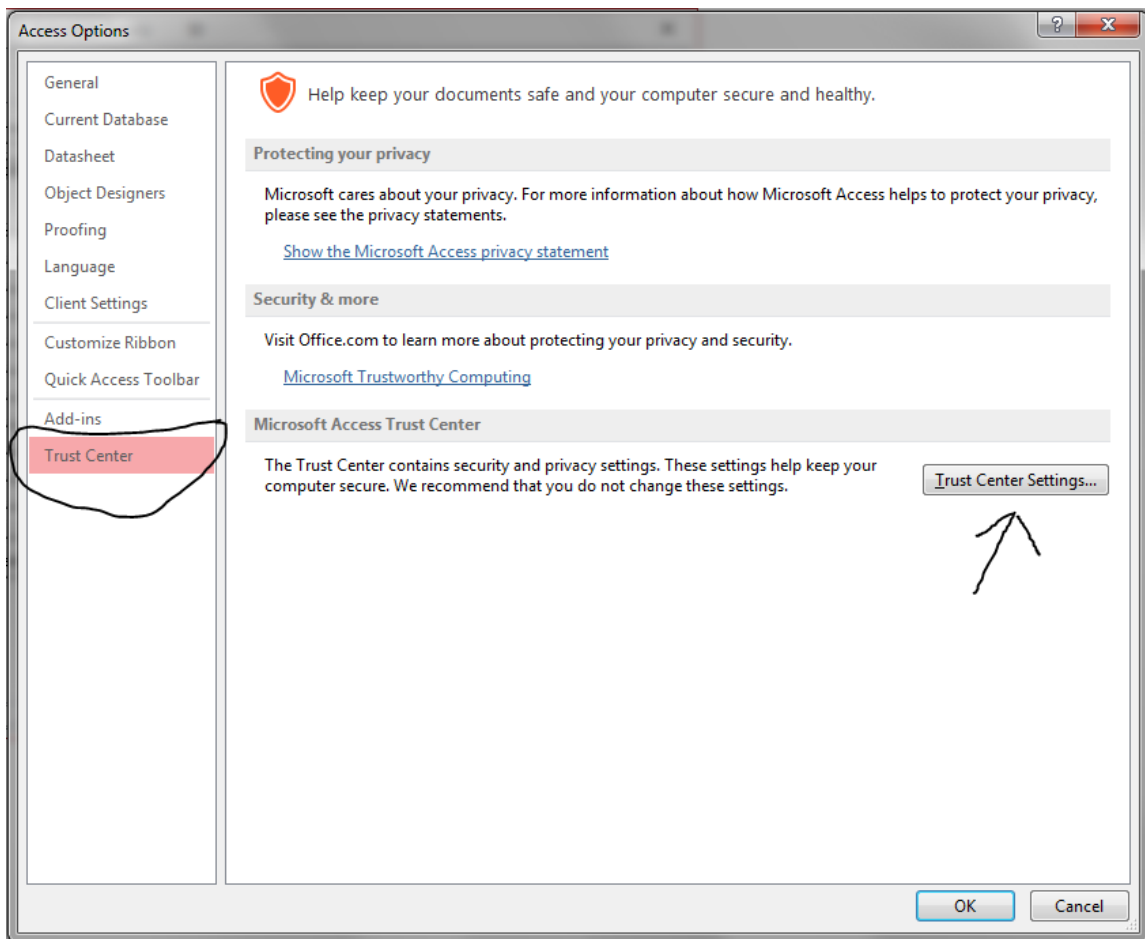 Access Options
General
Current Database
Datasheet
Object Designers
Proofing
Language
Client Settings
Customize Ribbon
Quick Access Toolbar
Add-ins
Trust Center
Help keep your documents safe and your computer secure and healthy.
Protecting your privacy
Microsoft cares about your privacy. For more information about how Microsoft Access helps to protect your privacy,
please see the privacy statements.
Show the Microsoft Access privacy statement
Security & more
Visit Office.com to learn more about protecting your privacy and security.
Microsoft Trustworthy Computing
Microsoft Access Trust Center
The Trust Center contains security and privacy settings. These settings help keep your
computer secure. We recommend that you do not change these settings.
Trust Center Settings...
OK
Cancel